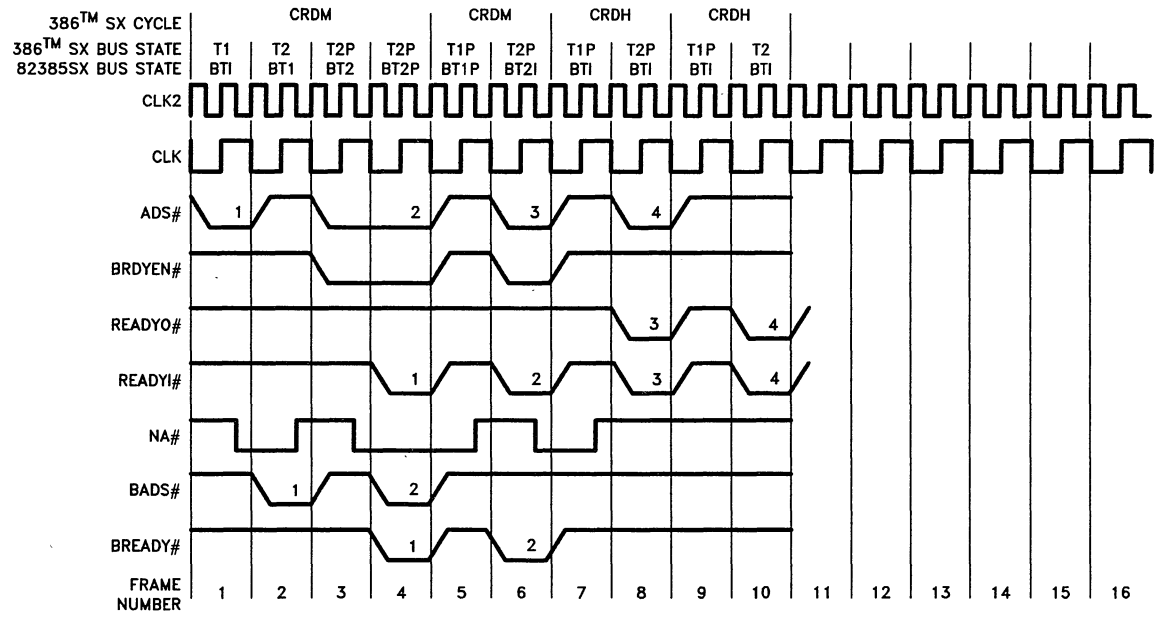 386™ SX CYCLE CRDM CRDM CRDH CRDH
386™ SX BUS STATE T1 T2 T2P T2P T1P T2P T1P T2P T1P T2
82385SX BUS STATE BTI BT1 BT2 BT2P BT1P BT2I BTI BTI BTI BTI
CLK2
CLK
ADS# 1 2 3 4
BRDYEN#
READYO# 3 4
READYI# 1 2 3 4
NA#
BADS# 1 2
BREADY# 1 2
FRAME
NUMBER 1 2 3 4 5 6 7 8 9 10 11 12 13 14 15 16